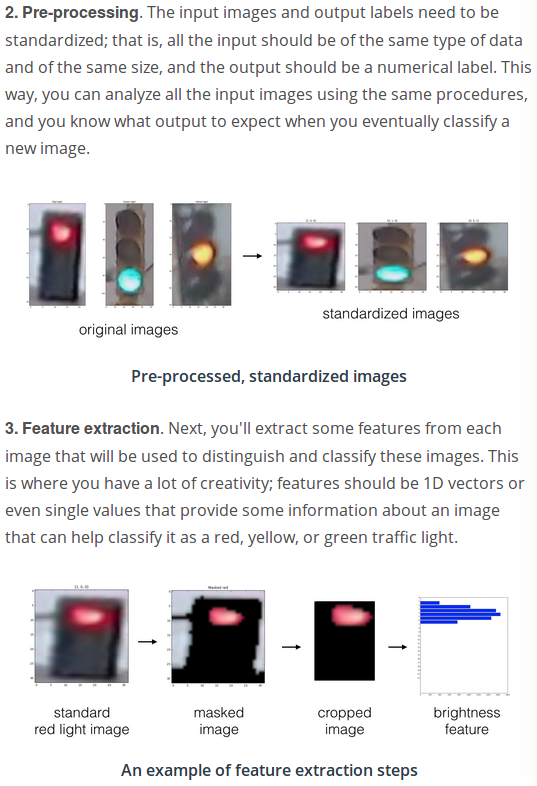 2. Pre-processing. The input images and output labels need to be
standardized; that is, all the input should be of the same type of data
and of the same size, and the output should be a numerical label. This
way, you can analyze all the input images using the same procedures,
and you know what output to expect when you eventually classify a
new image.
original images
standardized images
Pre-processed, standardized images
3. Feature extraction. Next, you'll extract some features from each
image that will be used to distinguish and classify these images. This
is where you have a lot of creativity; features should be 1D vectors or
even single values that provide some information about an image
that can help classify it as a red, yellow, or green traffic light.
[1, 0, 0]
Masked red
standard
red light image
masked
image
cropped
image
brightness
feature
An example of feature extraction steps